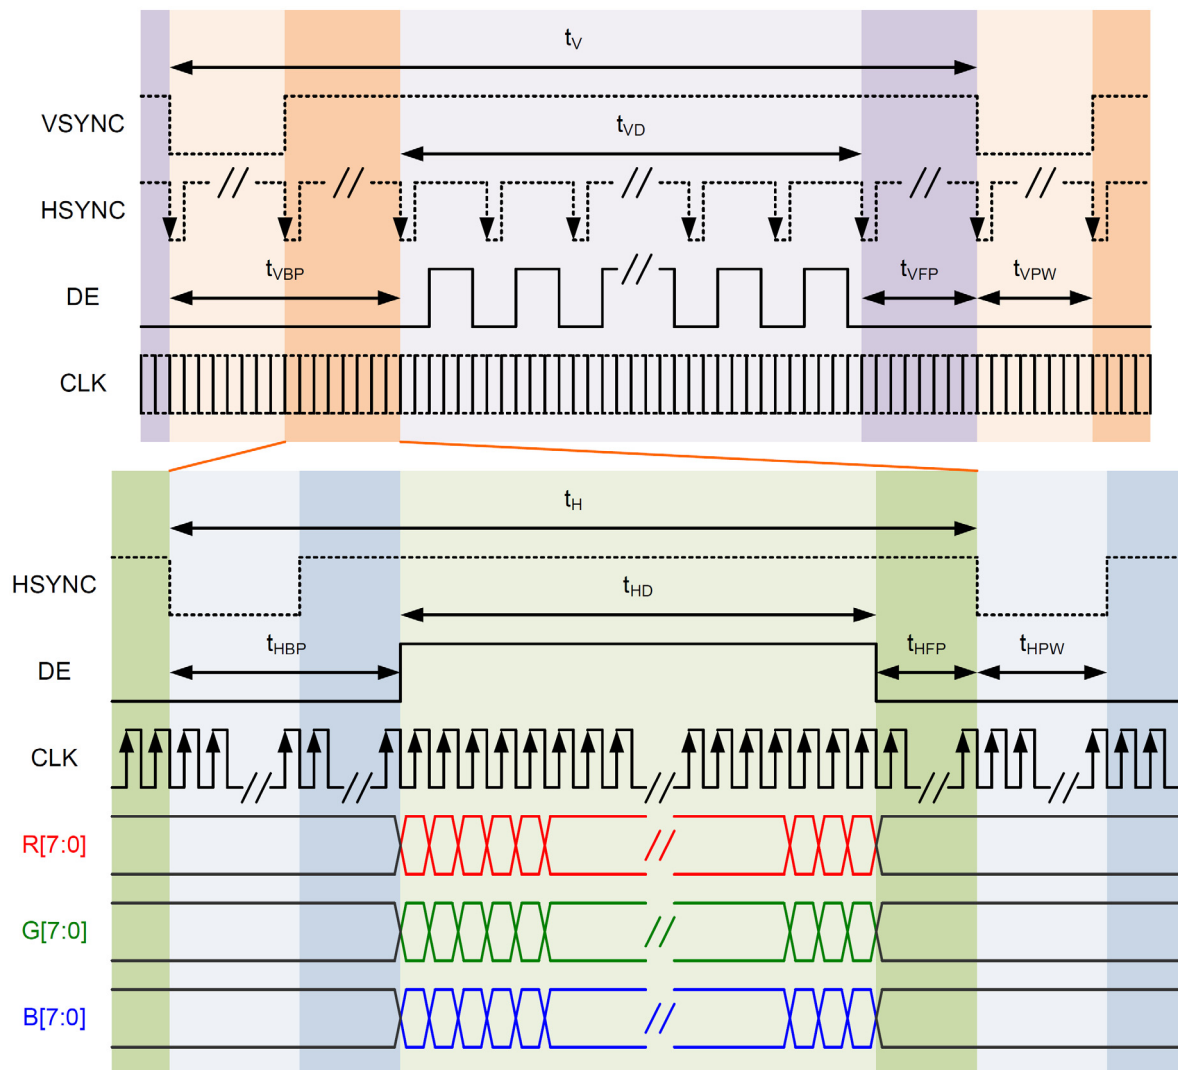 tV
VSYNC
tVD
HSYNC
tVBP
tVFP
tVPW
DE
CLK
tH
HSYNC
tHD
tHBP
tHFP
tHPW
DE
CLK
R[7:0]
G[7:0]
B[7:0]